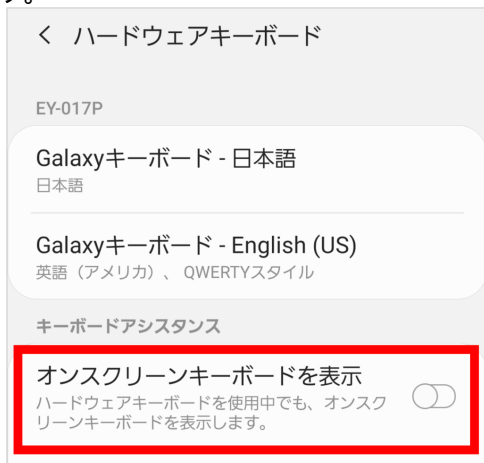 ハードウェアキーボード
EY-017P
Galaxyキーボード - 日本語
日本語
Galaxyキーボード - English (US)
英語（アメリカ）、 QWERTYスタイル
キーボードアシスタンス
オンスクリーンキーボードを表示
ハードウェアキーボードを使用中でも、オンスク
リーンキーボードを表示します。